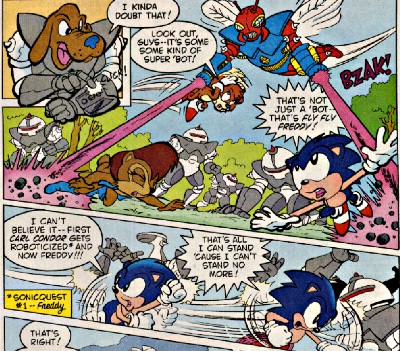 I KINDA
DOUBT THAT!
LOOK OUT,
GUYS--IT'S SOME
SOME KIND OF
SUPER 'BOT!
BZAK!
THAT'S NOT
JUST A 'BOT--
THAT'S FLY FLY
FREDDY!
I CAN'T
BELIEVE IT-- FIRST
CARL CONDOR GETS
ROBOTICIZED* AND
NOW FREDDY!!!
*SONICQUEST
#1 -- Freddy.
THAT'S ALL
I CAN STAND
'CAUSE I CAN'T
STAND NO
MORE!
THAT'S
RIGHT!